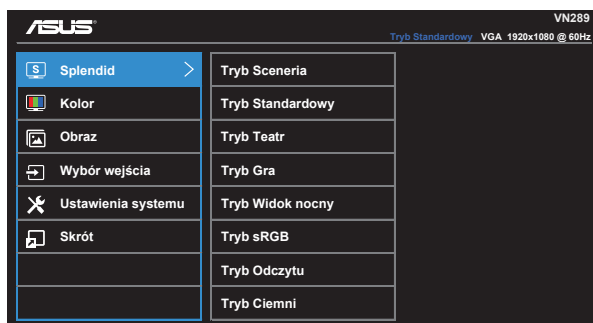 VN289
ASUS
Tryb Standardowy VGA 1920x1080 @ 60Hz
S Splendid
Kolor
Obraz
Wybór wejścia
Ustawienia systemu
Skrót
Tryb Sceneria
Tryb Standardowy
Tryb Teatr
Tryb Gra
Tryb Widok nocny
Tryb sRGB
Tryb Odczytu
Tryb Ciemni